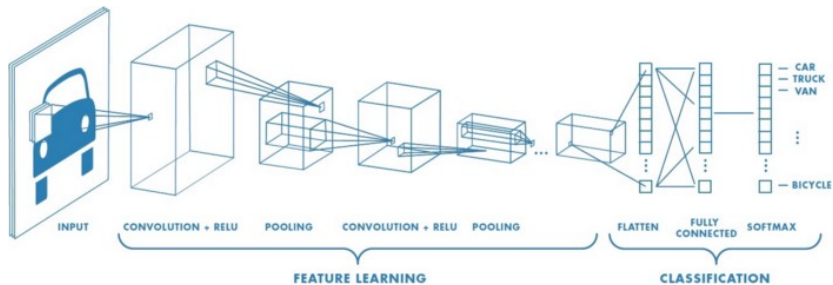 CAR
TRUCK
VAN
BICYCLE
INPUT
CONVOLUTION + RELU
POOLING
CONVOLUTION + RELU
POOLING
FLATTEN
FULLY
CONNECTED
SOFTMAX
FEATURE LEARNING
CLASSIFICATION